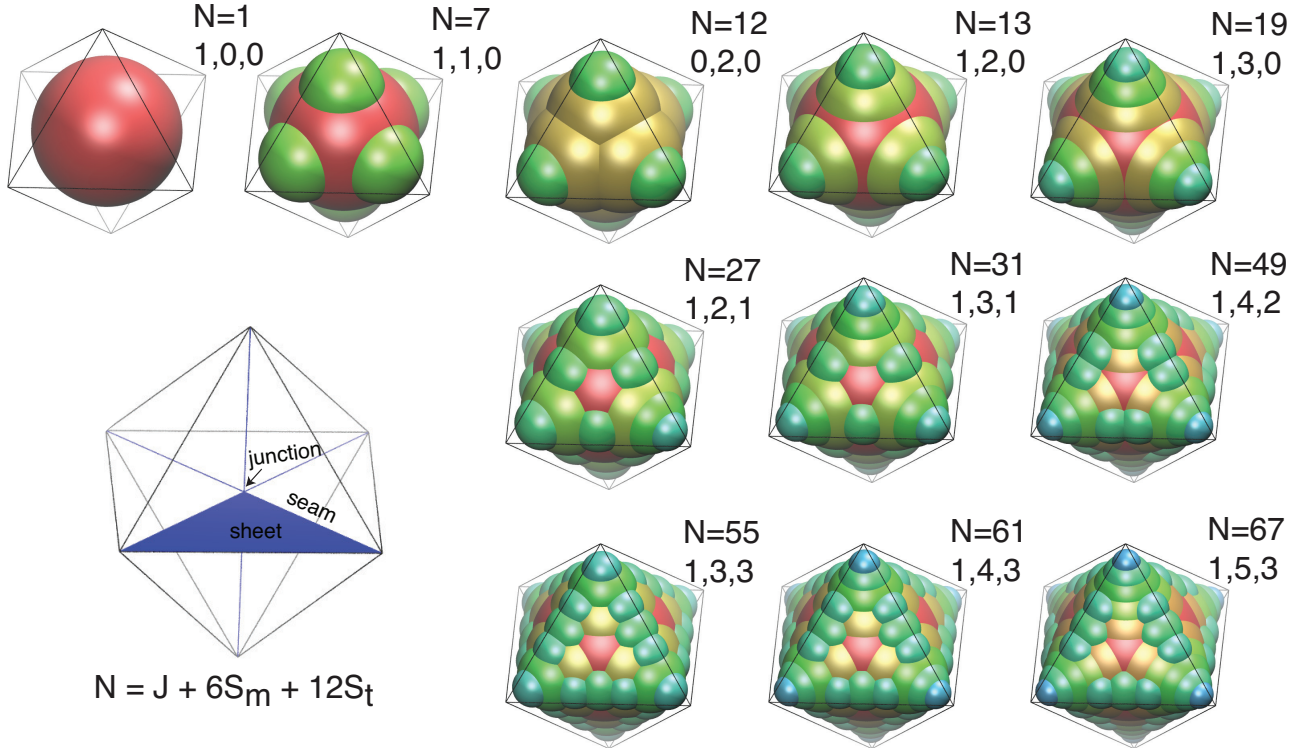 N=1
1,0,0
N=7
1,1,0
N=12
0,2,0
N=13
1,2,0
N=19
1,3,0
N=27
1,2,1
N=31
1,3,1
N=49
1,4,2
junction
seam
sheet
N = J + 6Sₘ + 12Sₜ
N=55
1,3,3
N=61
1,4,3
N=67
1,5,3